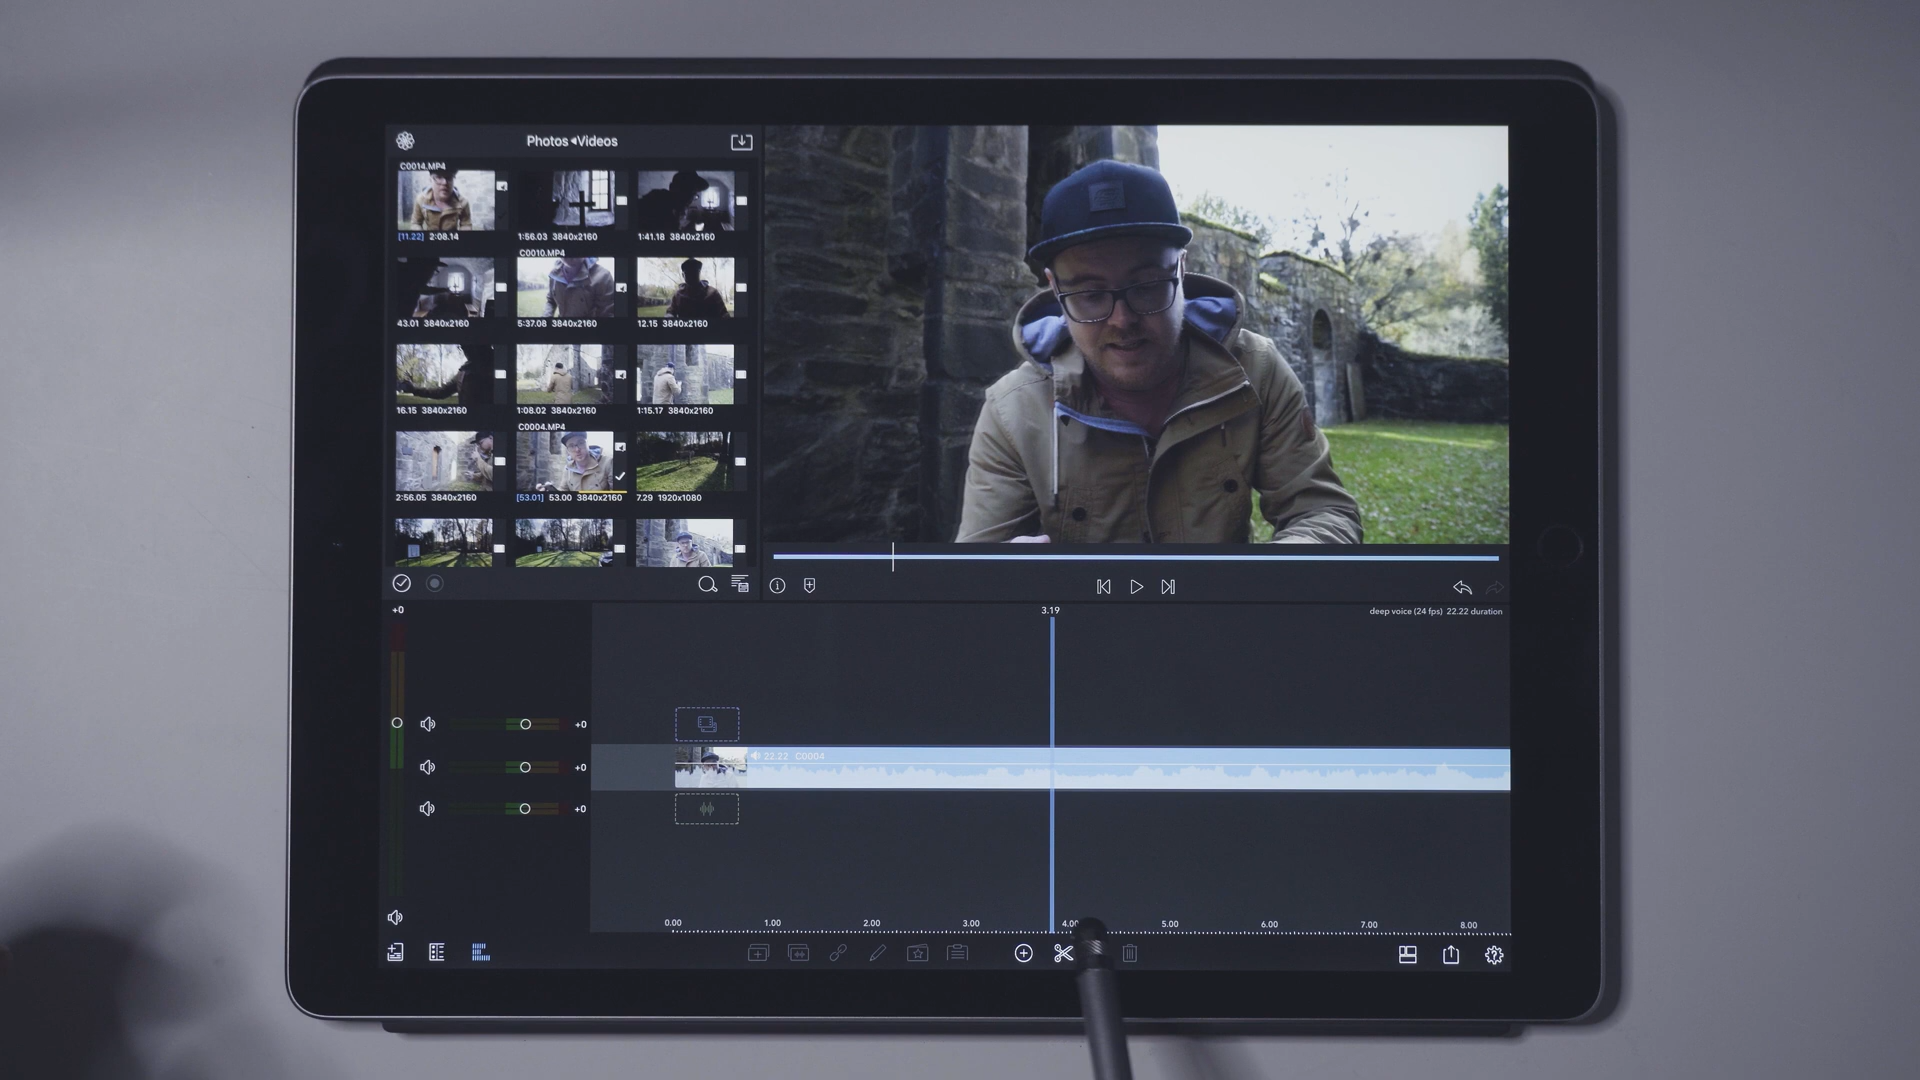 Photos◂Videos
C0014.MP4
[11.22] 2:08.14
1:56.03 3840x2160
1:41.18 3840x2160
C0010.MP4
43.01 3840x2160
5:37.08 3840x2160
12.15 3840x2160
16.15 3840x2160
1:08.02 3840x2160
1:15.17 3840x2160
C0004.MP4
2:56.05 3840x2160
[53.01] 53.00 3840x2160
7.29 1920x1080
+0
3.19
deep voice (24 fps) 22.22 duration
+0
22.22 C0004
+0
+0
0.00 1.00 2.00 3.00 4.00 5.00 6.00 7.00 8.00